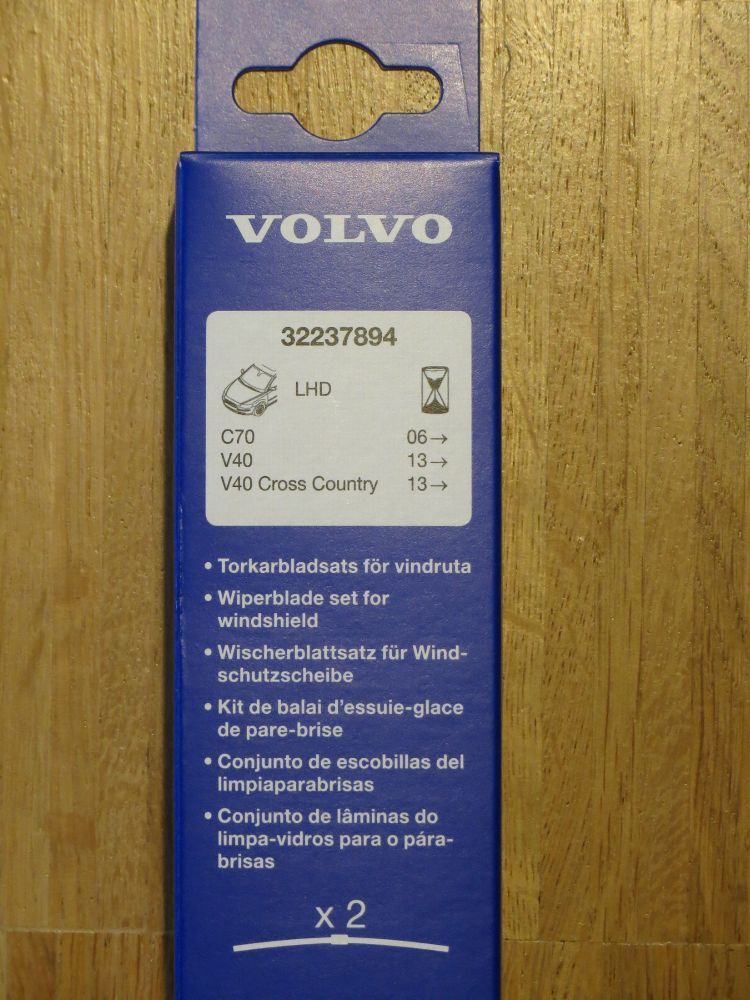 VOLVO
32237894
LHD
C70 06→
V40 13→
V40 Cross Country 13→
• Torkarbladsats för vindruta
• Wiperblade set for
windshield
• Wischerblattsatz für Wind-
schutzscheibe
• Kit de balai d'essuie-glace
de pare-brise
• Conjunto de escobillas del
limpiaparabrisas
• Conjunto de lâminas do
limpa-vidros para o pára-
brisas
x 2